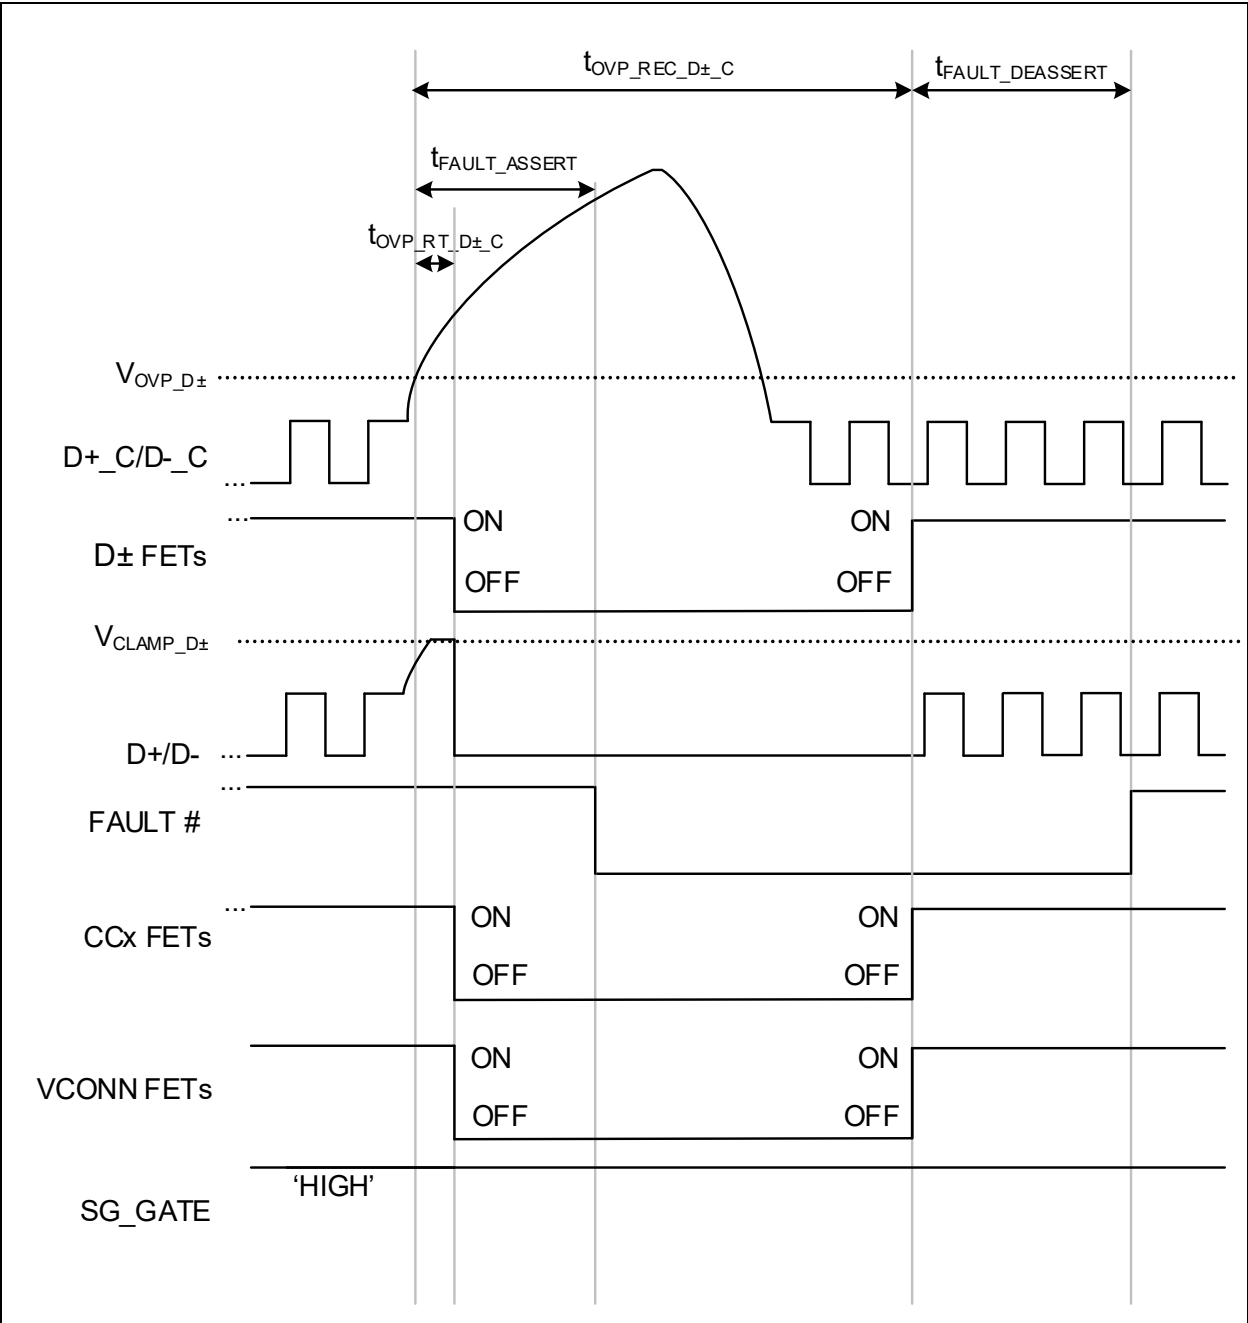 tOVP_REC_D±_C
tFAULT_DEASSERT
tFAULT_ASSERT
tOVP_RT_D±_C
VOVP_D±
D+_C/D-_C
...
...
ON
ON
D± FETs
OFF
OFF
VCLAMP_D±
D+/D-
...
...
FAULT #
...
ON
ON
CCx FETs
OFF
OFF
ON
ON
VCONN FETs
OFF
OFF
‘HIGH’
SG_GATE